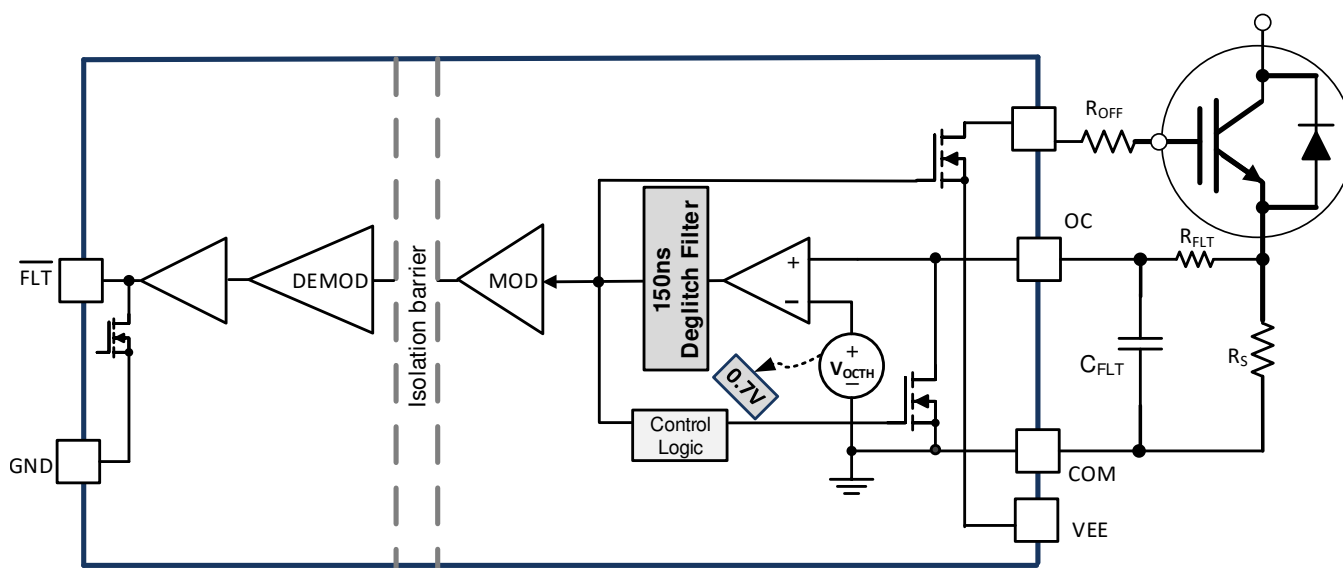 R_OFF
OC
R_FLT
FLT
DEMOD
Isolation barrier
MOD
150ns
Deglitch Filter
+
−
+
V_OCTH
−
0.7V
C_FLT
R_S
Control
Logic
GND
COM
VEE